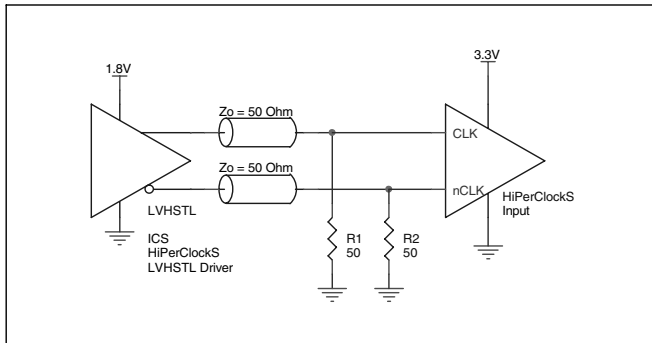 1.8V
3.3V
Zo = 50 Ohm
CLK
Zo = 50 Ohm
nCLK
HiPerClockS
Input
LVHSTL
ICS
HiPerClockS
LVHSTL Driver
R1
50
R2
50